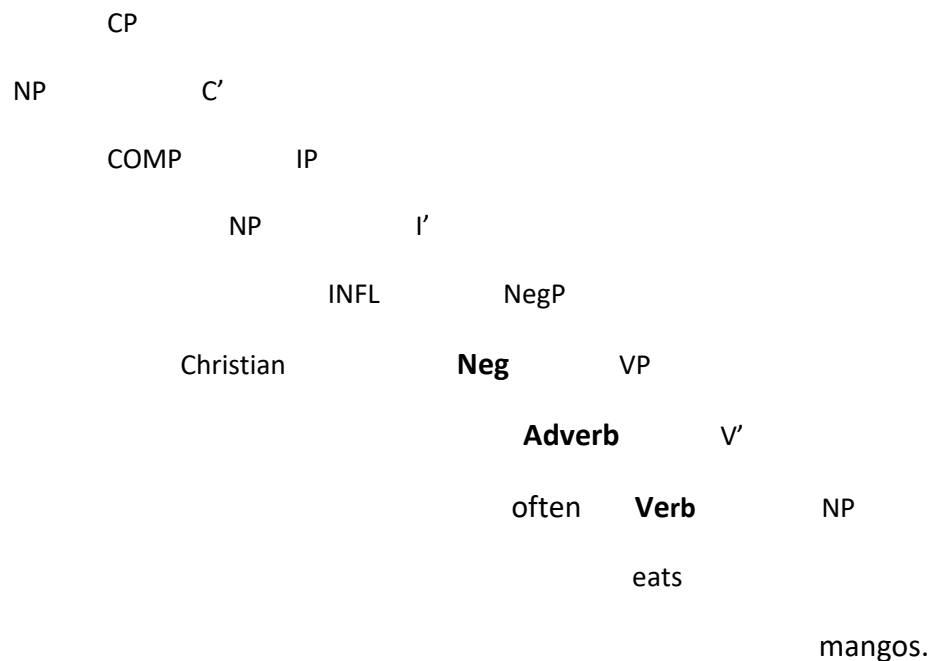 CP
NP C’
COMP IP
NP I’
INFL NegP
Christian Neg VP
Adverb V’
often Verb NP
eats
mangos.